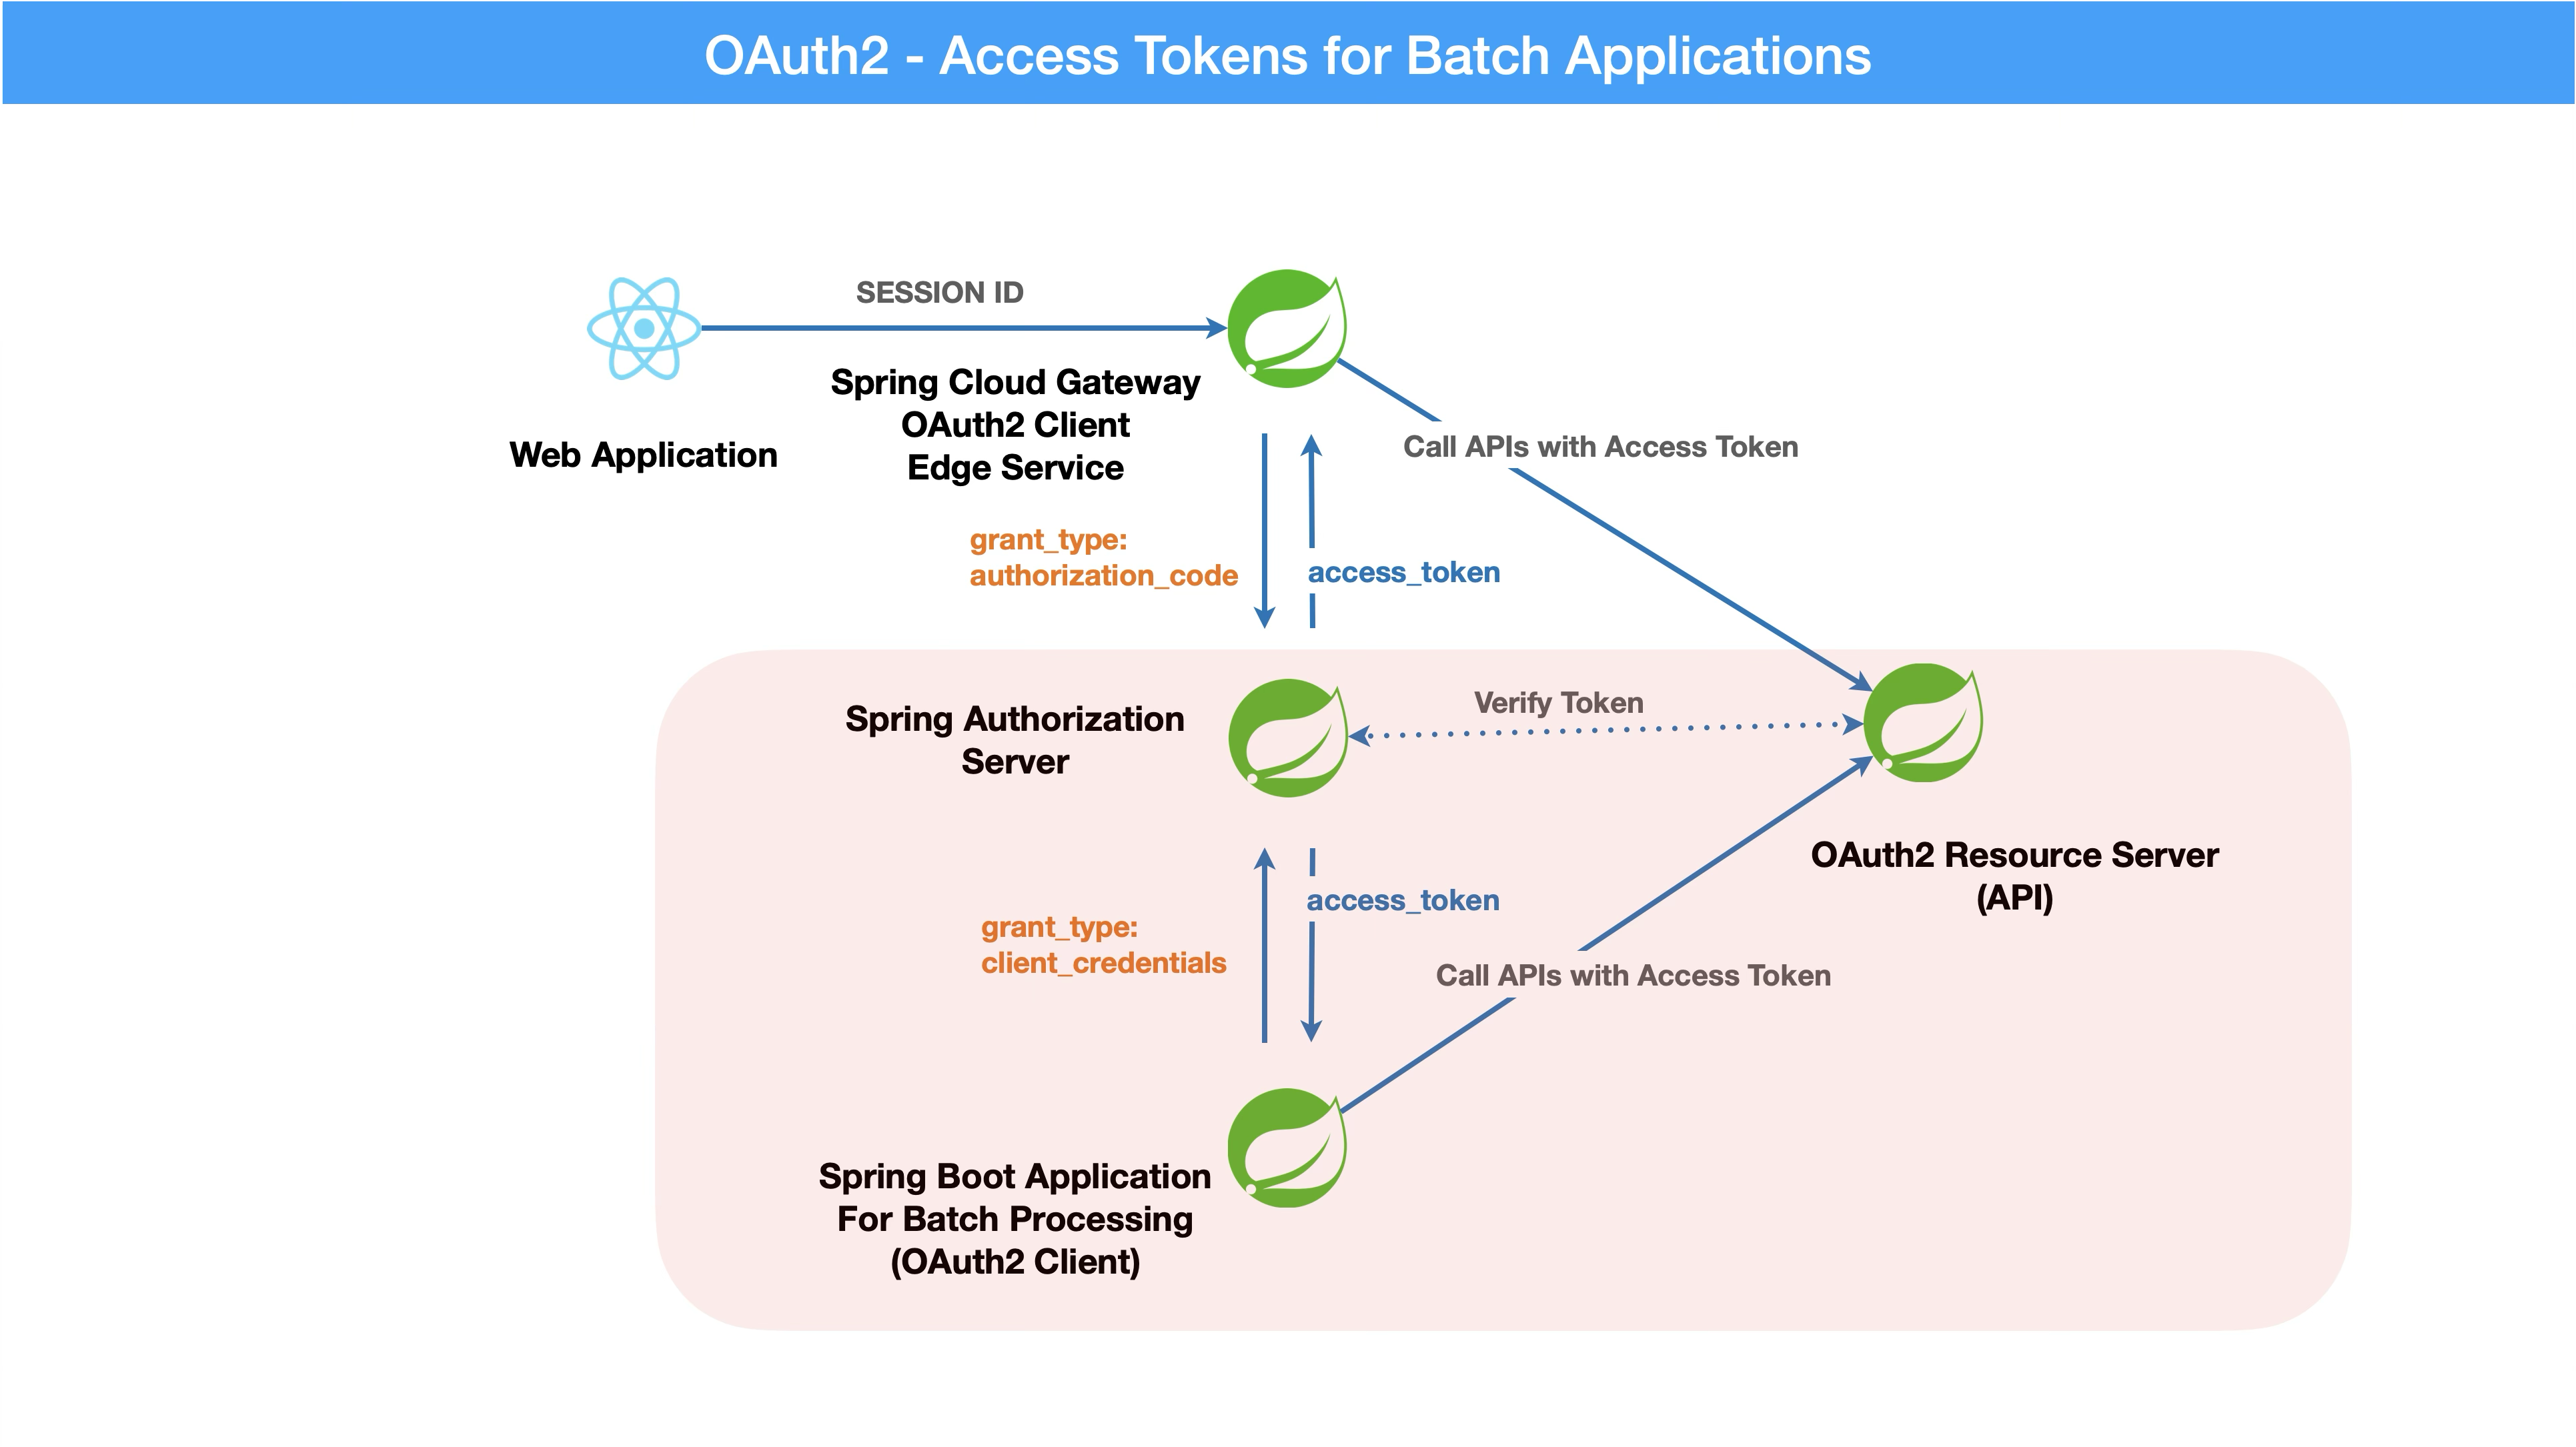 OAuth2 - Access Tokens for Batch Applications
SESSION ID
Web Application
Spring Cloud Gateway
OAuth2 Client
Edge Service
Call APIs with Access Token
grant_type:
authorization_code
access_token
Spring Authorization
Server
Verify Token
OAuth2 Resource Server
(API)
grant_type:
client_credentials
access_token
Call APIs with Access Token
Spring Boot Application
For Batch Processing
(OAuth2 Client)